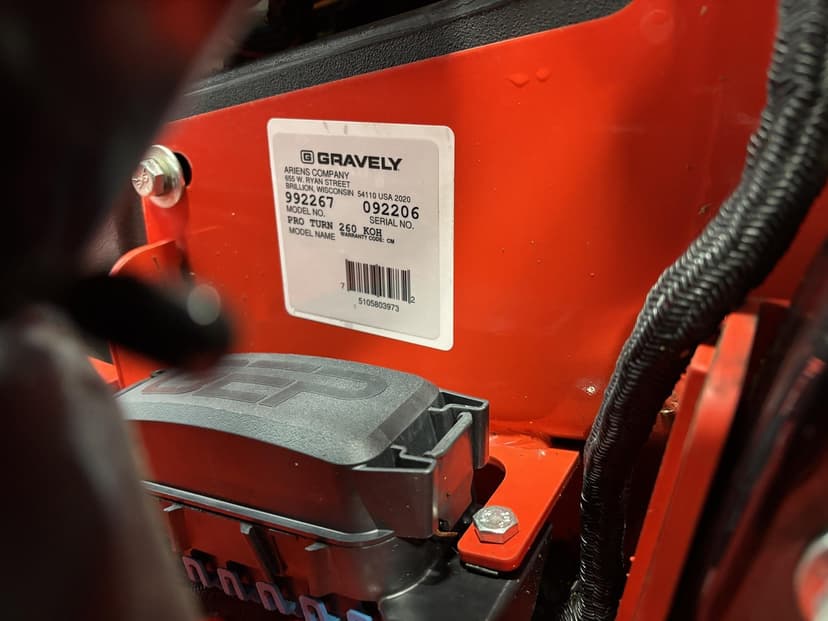 G GRAVELY
ARIENS COMPANY
655 W. RYAN STREET
BRILLION, WISCONSIN 54110 USA 2020
992267 092206
MODEL NO. SERIAL NO.
PRO TURN 260 KOH
MODEL NAME WARRANTY CODE: CM
7 5105803973 2
CEP